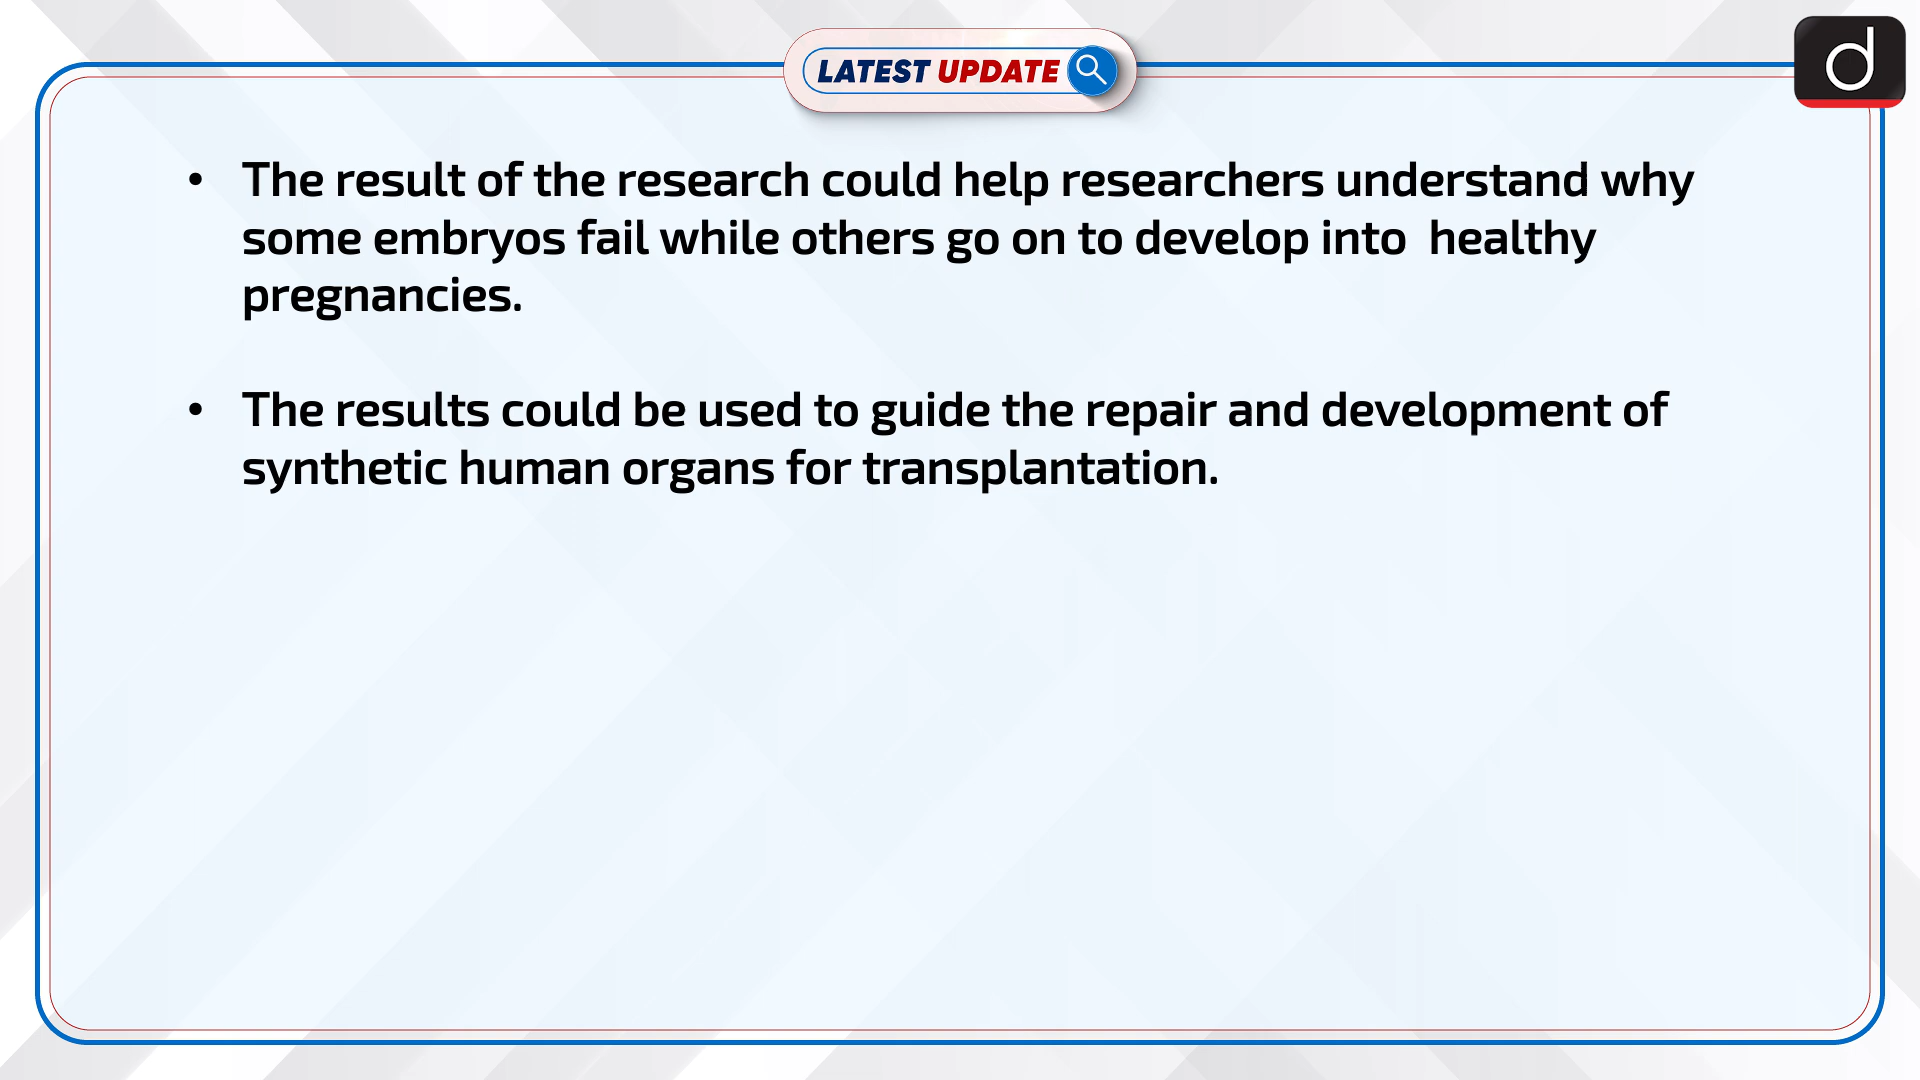 LATEST UPDATE
d
• The result of the research could help researchers understand why
some embryos fail while others go on to develop into  healthy
pregnancies.
• The results could be used to guide the repair and development of
synthetic human organs for transplantation.